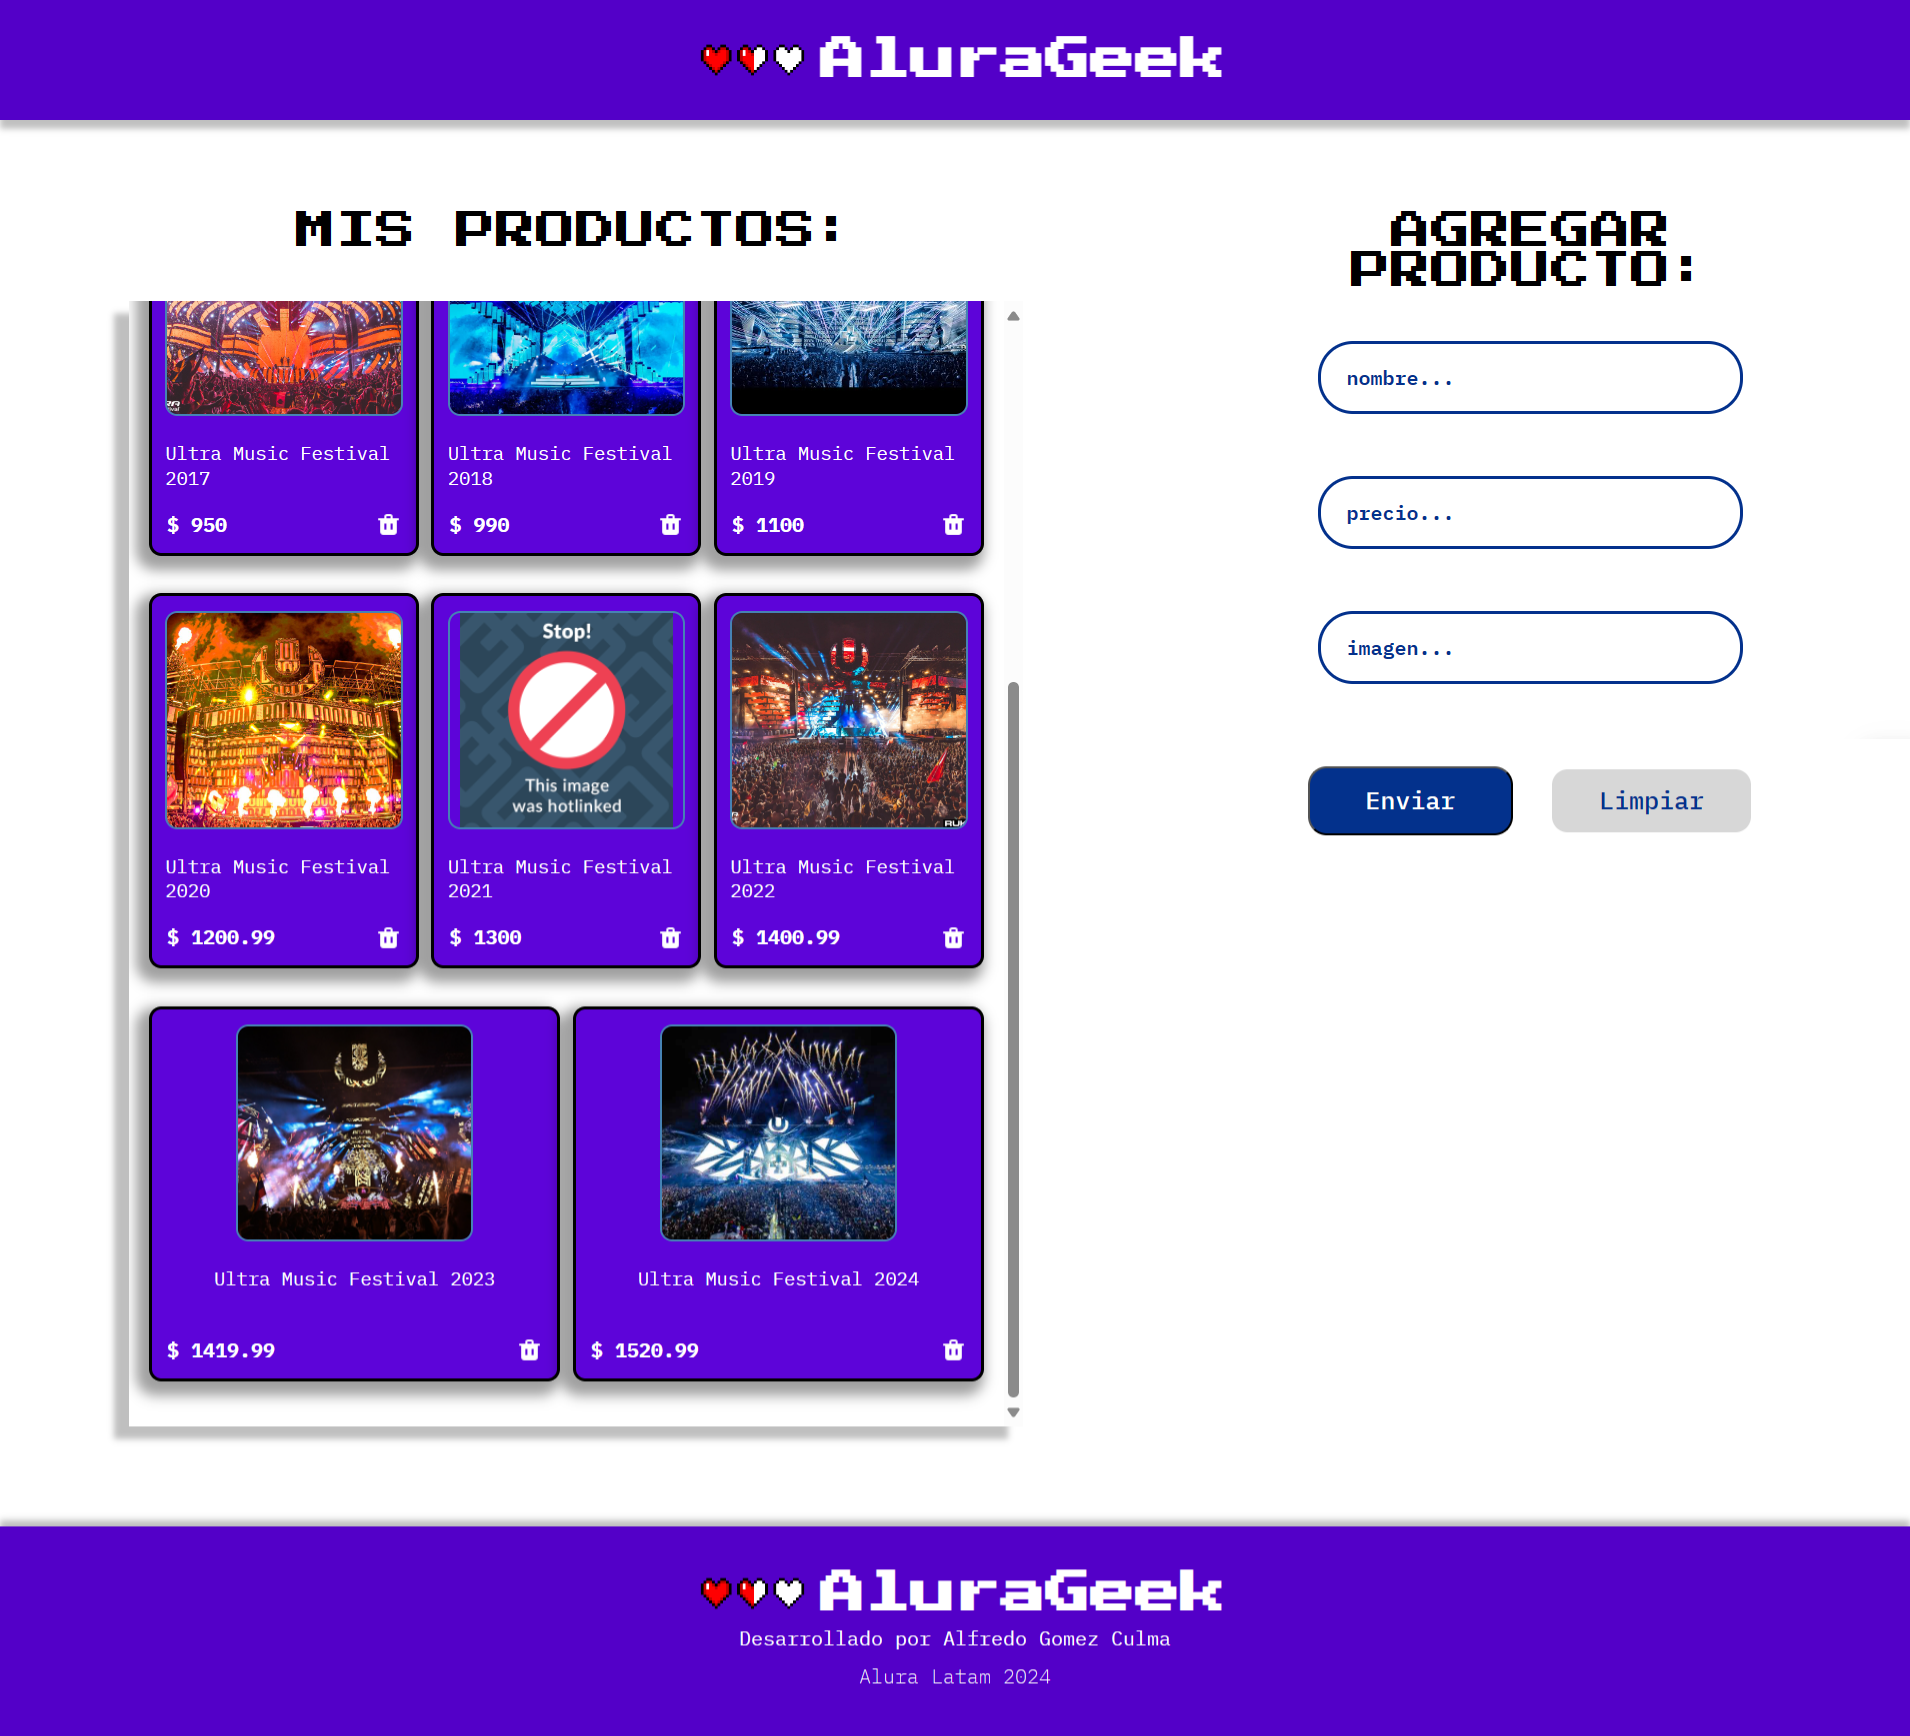 AluraGeek
MIS PRODUCTOS:
Ultra Music Festival
2017
$ 950
Ultra Music Festival
2018
$ 990
Ultra Music Festival
2019
$ 1100
Ultra Music Festival
2020
$ 1200.99
Stop!
This image
was hotlinked
Ultra Music Festival
2021
$ 1300
Ultra Music Festival
2022
$ 1400.99
Ultra Music Festival 2023
$ 1419.99
Ultra Music Festival 2024
$ 1520.99
AGREGAR
PRODUCTO:
nombre...
precio...
imagen...
Enviar
Limpiar
AluraGeek
Desarrollado por Alfredo Gomez Culma
Alura Latam 2024